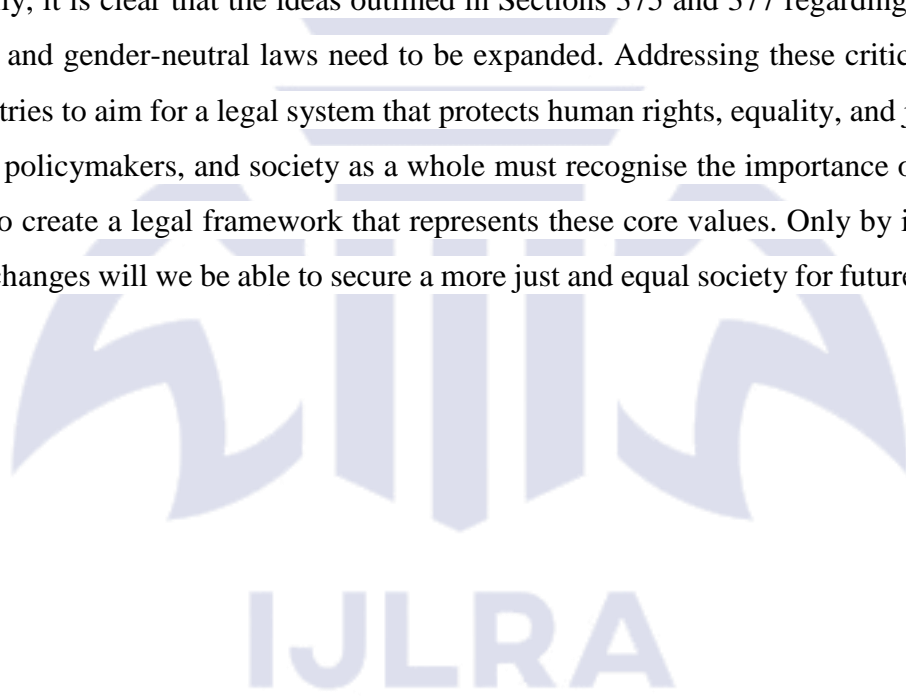 ly, it is clear that the ideas outlined in Sections 375 and 377 regarding
and gender-neutral laws need to be expanded. Addressing these critic
tries to aim for a legal system that protects human rights, equality, and j
policymakers, and society as a whole must recognise the importance o
o create a legal framework that represents these core values. Only by i
changes will we be able to secure a more just and equal society for future
IJLRA